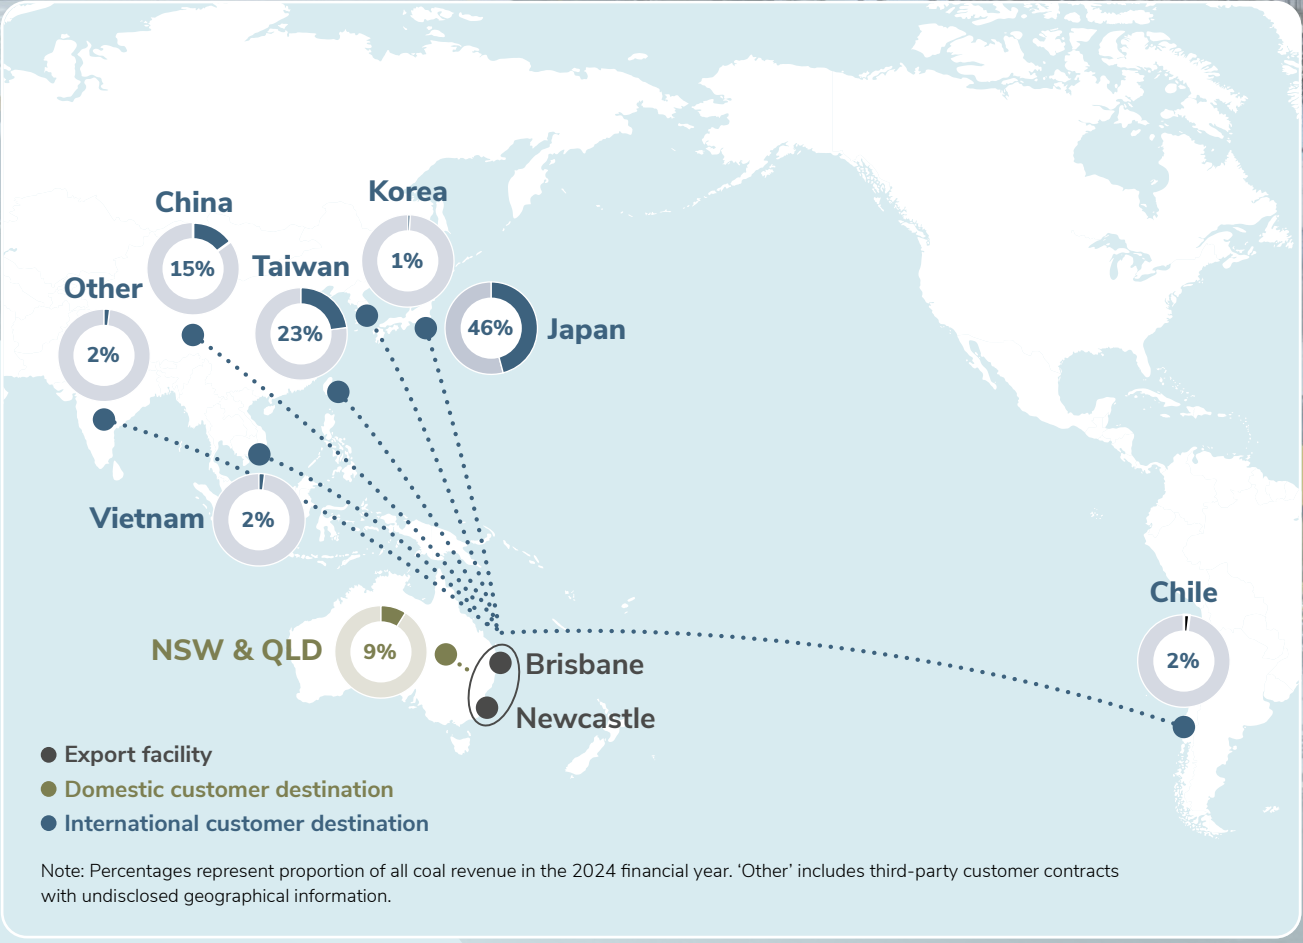 Korea
1%
China
15%
Taiwan
23%
Other
2%
46%
Japan
Vietnam
2%
Chile
2%
NSW & QLD
9%
Brisbane
Newcastle
Export facility
Domestic customer destination
International customer destination
Note: Percentages represent proportion of all coal revenue in the 2024 financial year. ‘Other’ includes third-party customer contracts
with undisclosed geographical information.